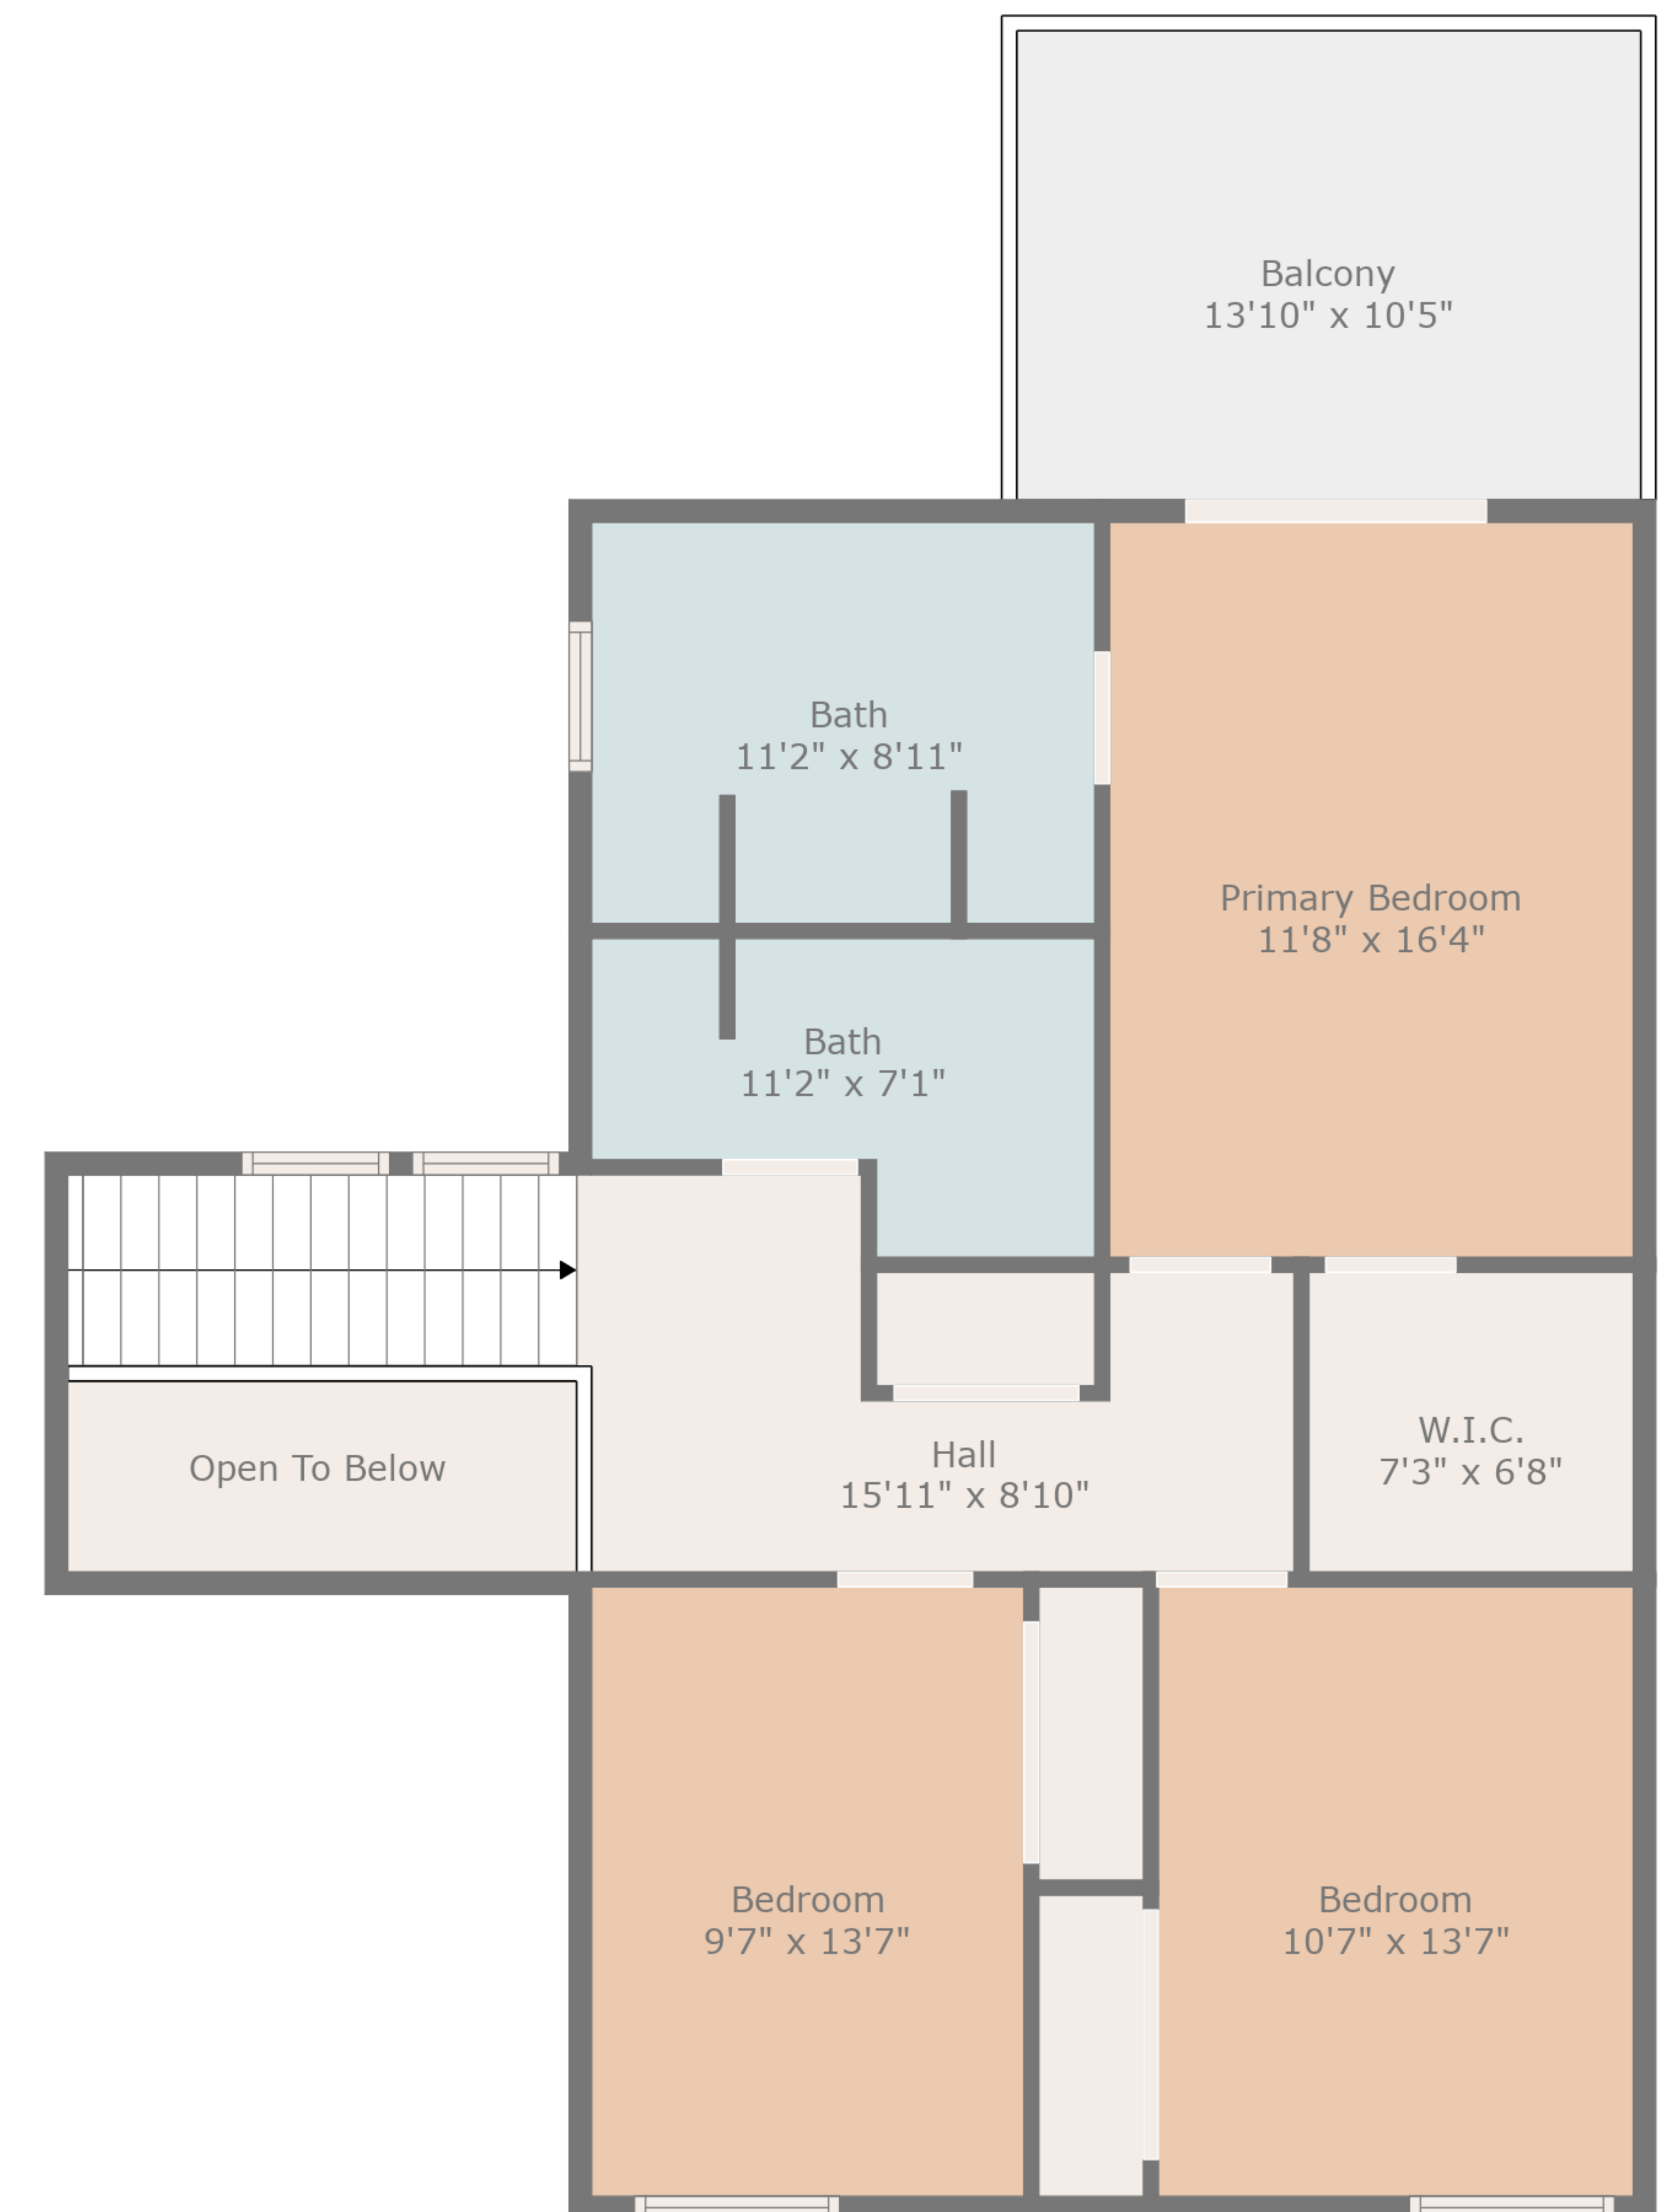 Balcony
13'10" x 10'5"
Bath
11'2" x 8'11"
Primary Bedroom
11'8" x 16'4"
Bath
11'2" x 7'1"
Open To Below
Hall
15'11" x 8'10"
W.I.C.
7'3" x 6'8"
Bedroom
9'7" x 13'7"
Bedroom
10'7" x 13'7"